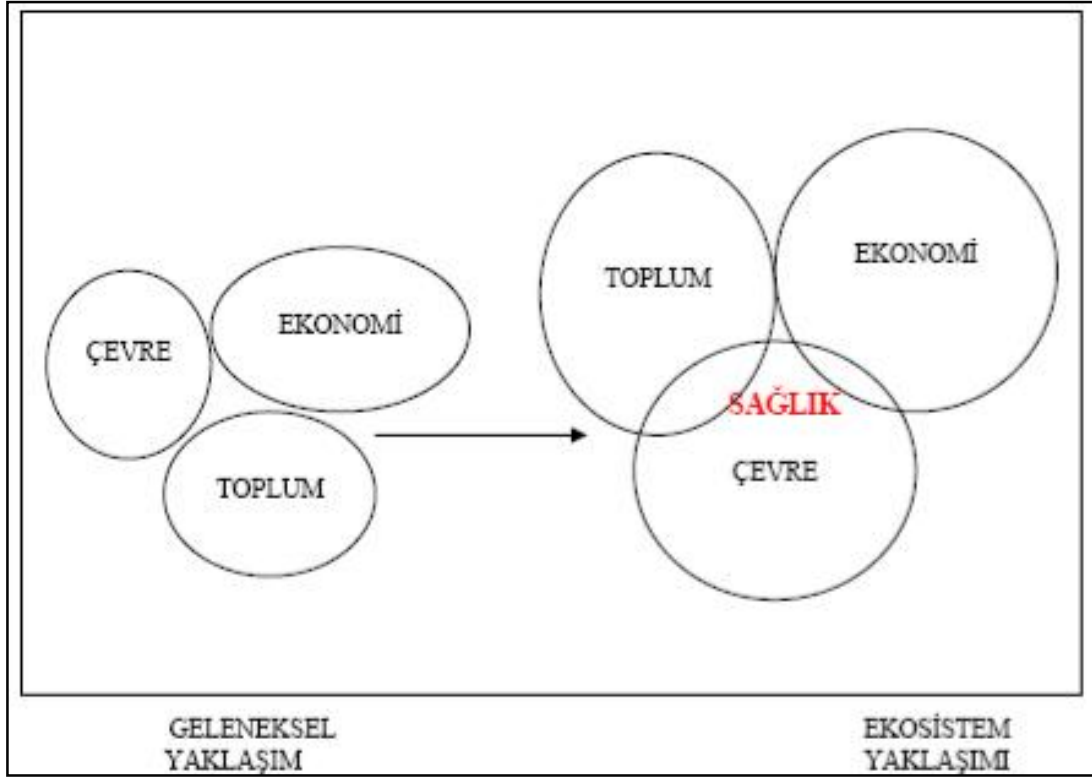 ÇEVRE
EKONOMİ
TOPLUM
TOPLUM
EKONOMİ
SAĞLIK
ÇEVRE
GELENEKSEL
YAKLAŞIM
EKOSİSTEM
YAKLAŞIMI